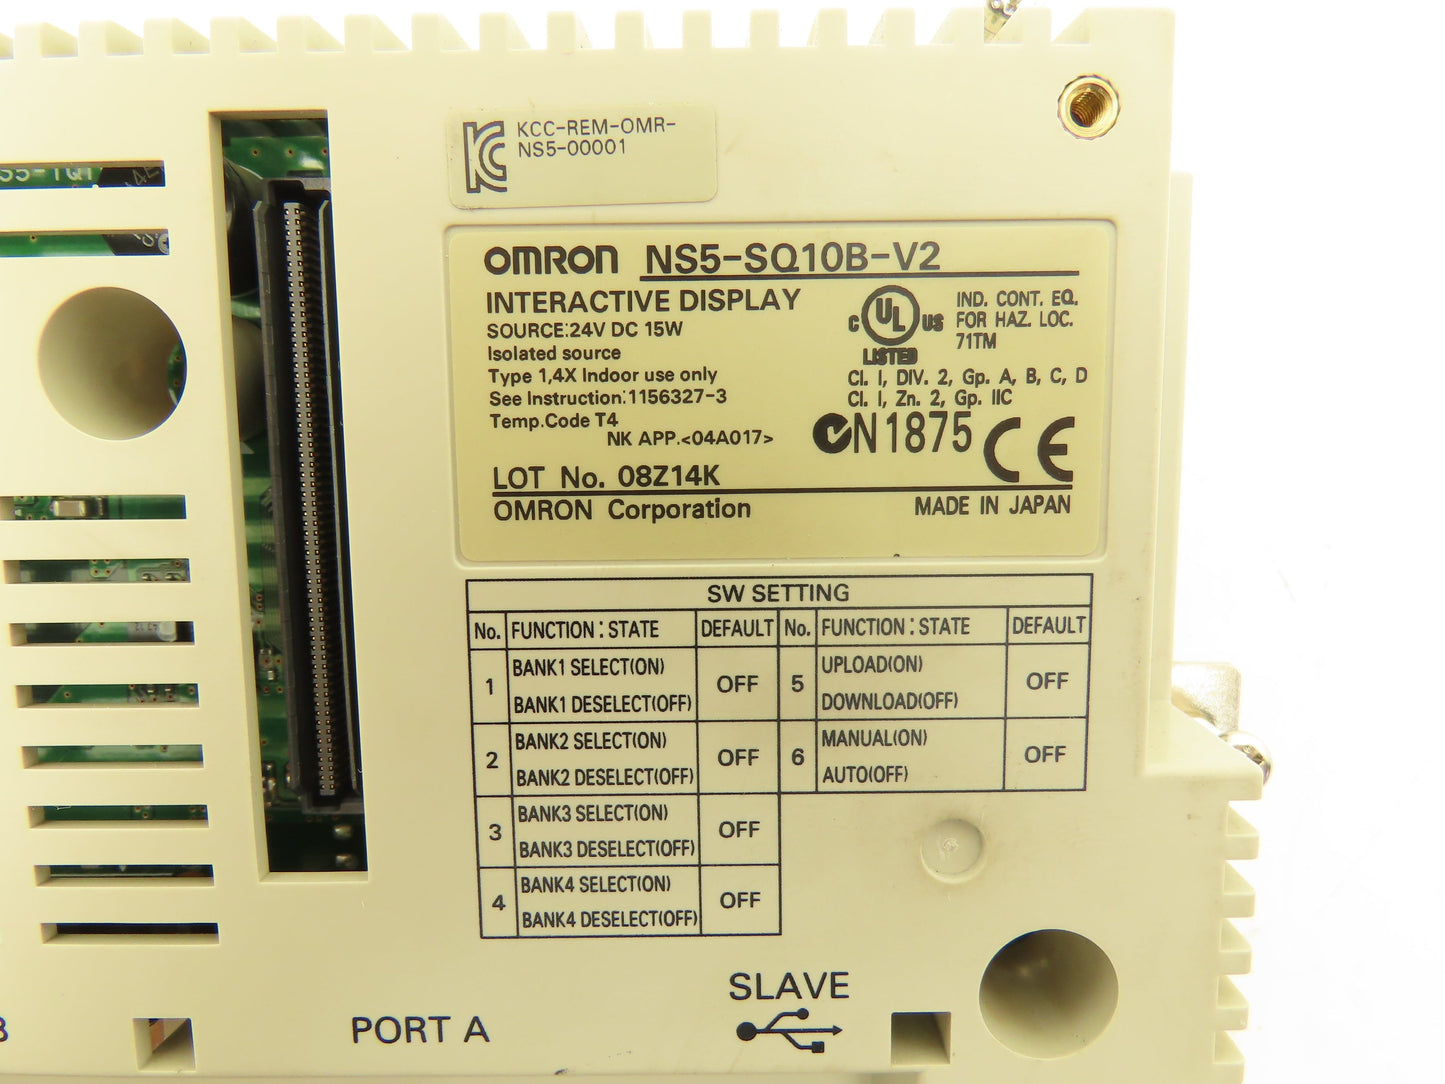 KCC-REM-OMR-
NS5-00001
OMRON NS5-SQ10B-V2
INTERACTIVE DISPLAY
SOURCE:24V DC 15W
Isolated source
Type 1,4X Indoor use only
See Instruction:1156327-3
Temp.Code T4
NK APP.<04A017>
C UL US
LISTED
IND. CONT. EQ.
FOR HAZ. LOC.
71TM
Cl. I, DIV. 2, Gp. A, B, C, D
Cl. I, Zn. 2, Gp. IIC
N1875 CE
LOT No. 08Z14K
OMRON Corporation
MADE IN JAPAN
SW SETTING
No. FUNCTION:STATE DEFAULT No. FUNCTION:STATE DEFAULT
1 BANK1 SELECT(ON) OFF 5 UPLOAD(ON) OFF
BANK1 DESELECT(OFF) DOWNLOAD(OFF)
2 BANK2 SELECT(ON) OFF 6 MANUAL(ON) OFF
BANK2 DESELECT(OFF) AUTO(OFF)
3 BANK3 SELECT(ON) OFF
BANK3 DESELECT(OFF)
4 BANK4 SELECT(ON) OFF
BANK4 DESELECT(OFF)
SLAVE
PORT A